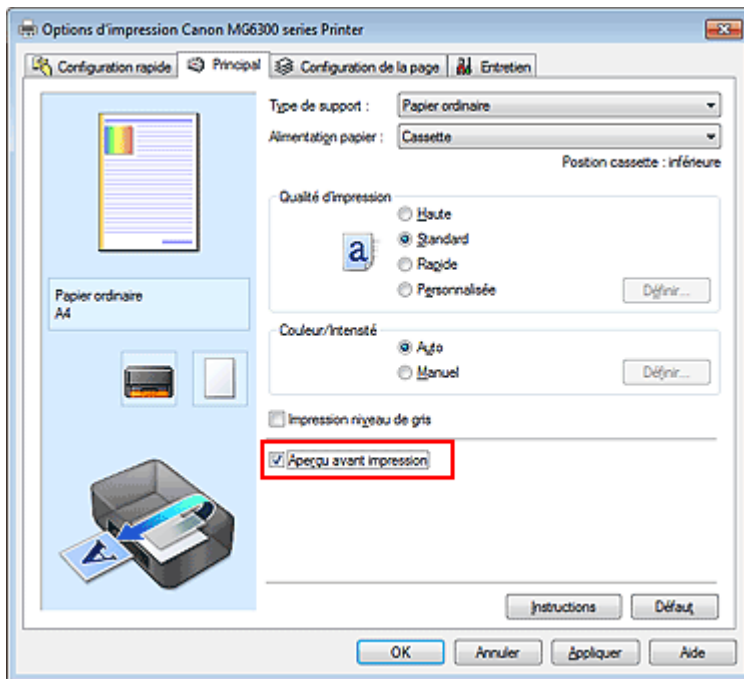 Options d'impression Canon MG6300 series Printer
Configuration rapide Principal Configuration de la page Entretien
Type de support : Papier ordinaire
Alimentation papier : Cassette
Position cassette : inférieure
Qualité d'impression
Haute
Standard
Rapide
Personnalisée Définir...
a
Papier ordinaire
A4
Couleur/Intensité
Auto
Manuel Définir...
Impression niveau de gris
Aperçu avant impression
A
Instructions Défaut
OK Annuler Appliquer Aide